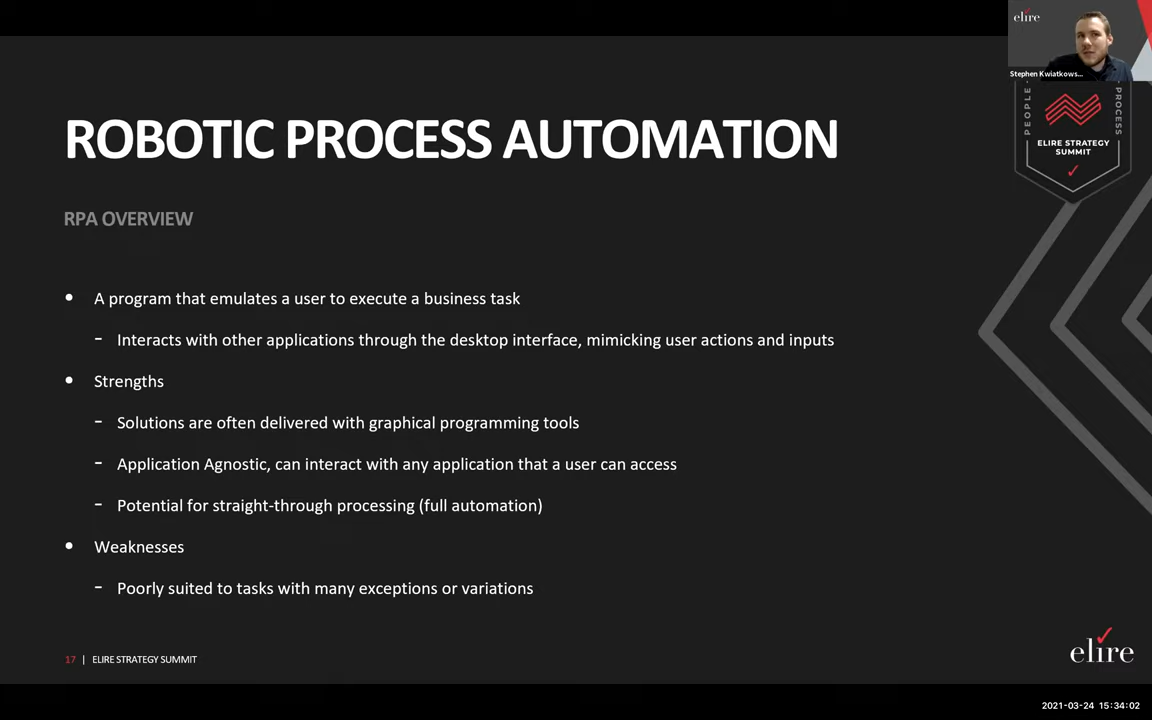 elire
Stephen Kwiatkows...
PEOPLE
PROCESS
ELIRE STRATEGY
SUMMIT
ROBOTIC PROCESS AUTOMATION
RPA OVERVIEW
• A program that emulates a user to execute a business task
- Interacts with other applications through the desktop interface, mimicking user actions and inputs
• Strengths
- Solutions are often delivered with graphical programming tools
- Application Agnostic, can interact with any application that a user can access
- Potential for straight-through processing (full automation)
• Weaknesses
- Poorly suited to tasks with many exceptions or variations
17 | ELIRE STRATEGY SUMMIT
elire
2021-03-24 15:34:02